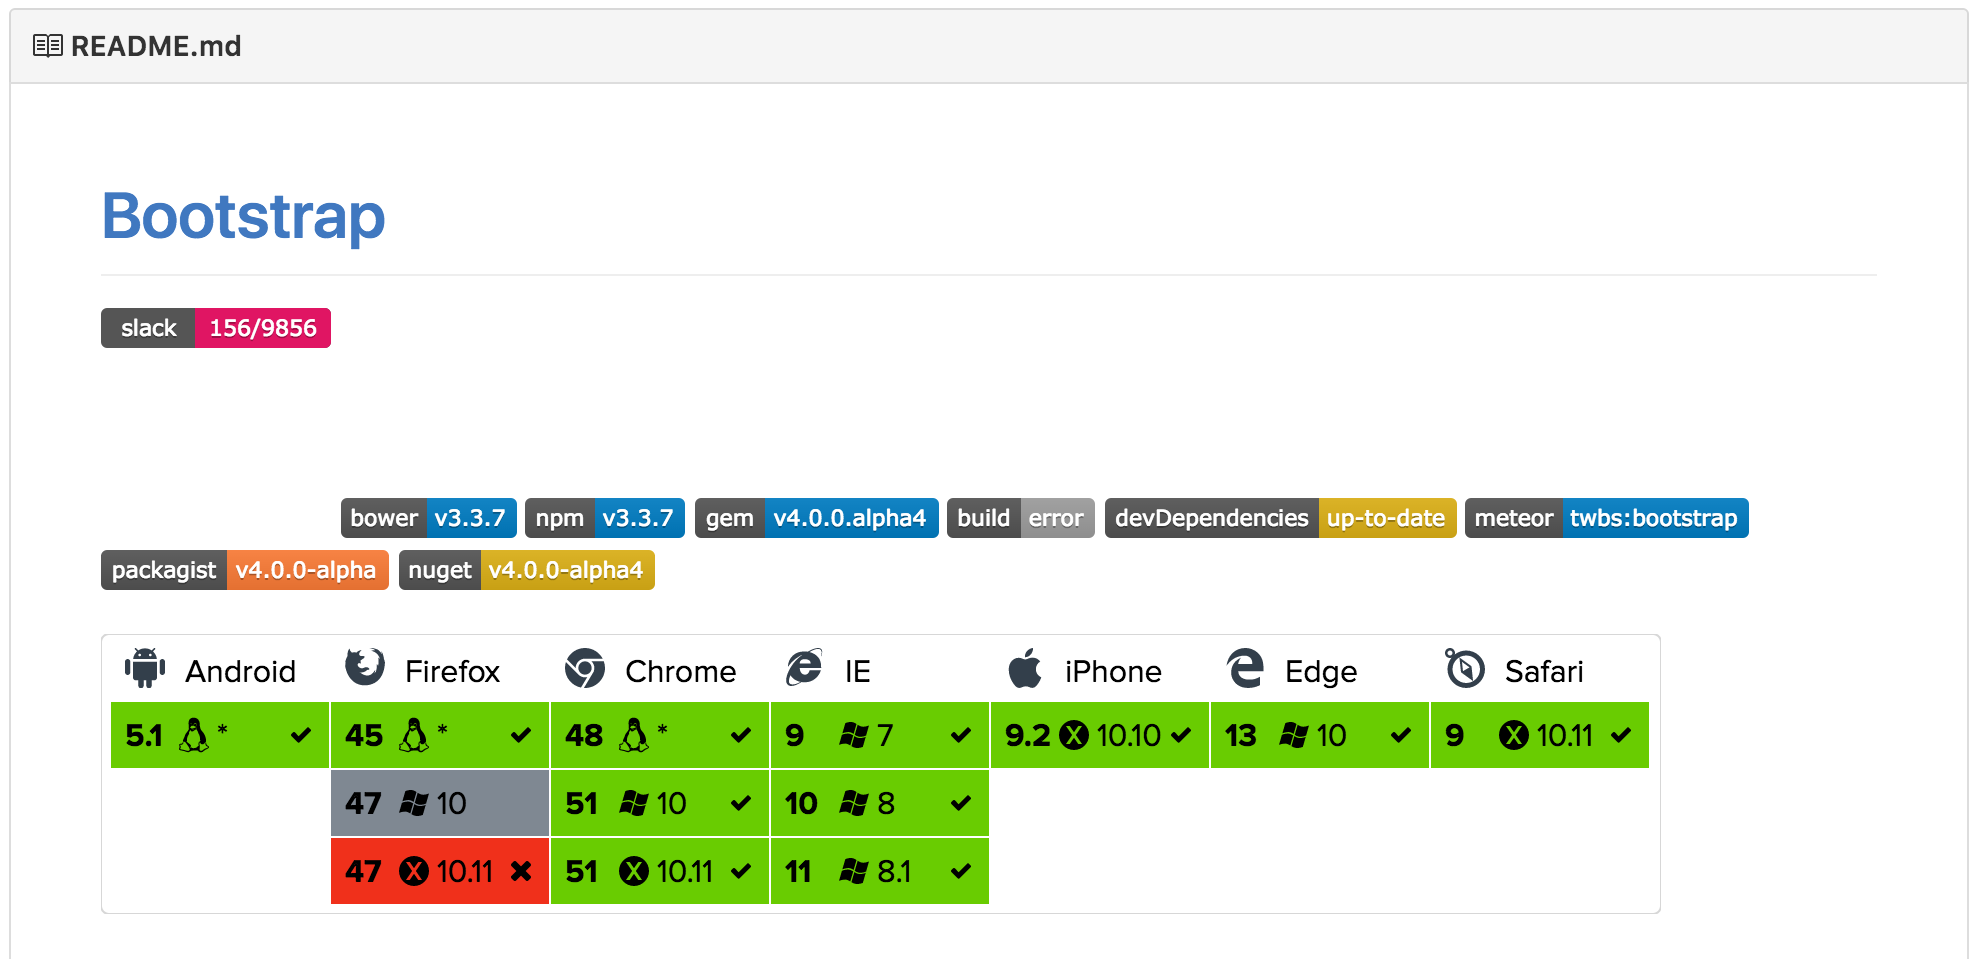 README.md
Bootstrap
slack 156/9856
bower v3.3.7 npm v3.3.7 gem v4.0.0.alpha4 build error devDependencies up-to-date meteor twbs:bootstrap
packagist v4.0.0-alpha nuget v4.0.0-alpha4
Android Firefox Chrome IE iPhone Edge Safari
5.1 * 45 * 48 * 9 7 9.2 X 10.10 13 10 9 X 10.11
47 10 51 10 10 8
47 X 10.11 51 X 10.11 11 8.1